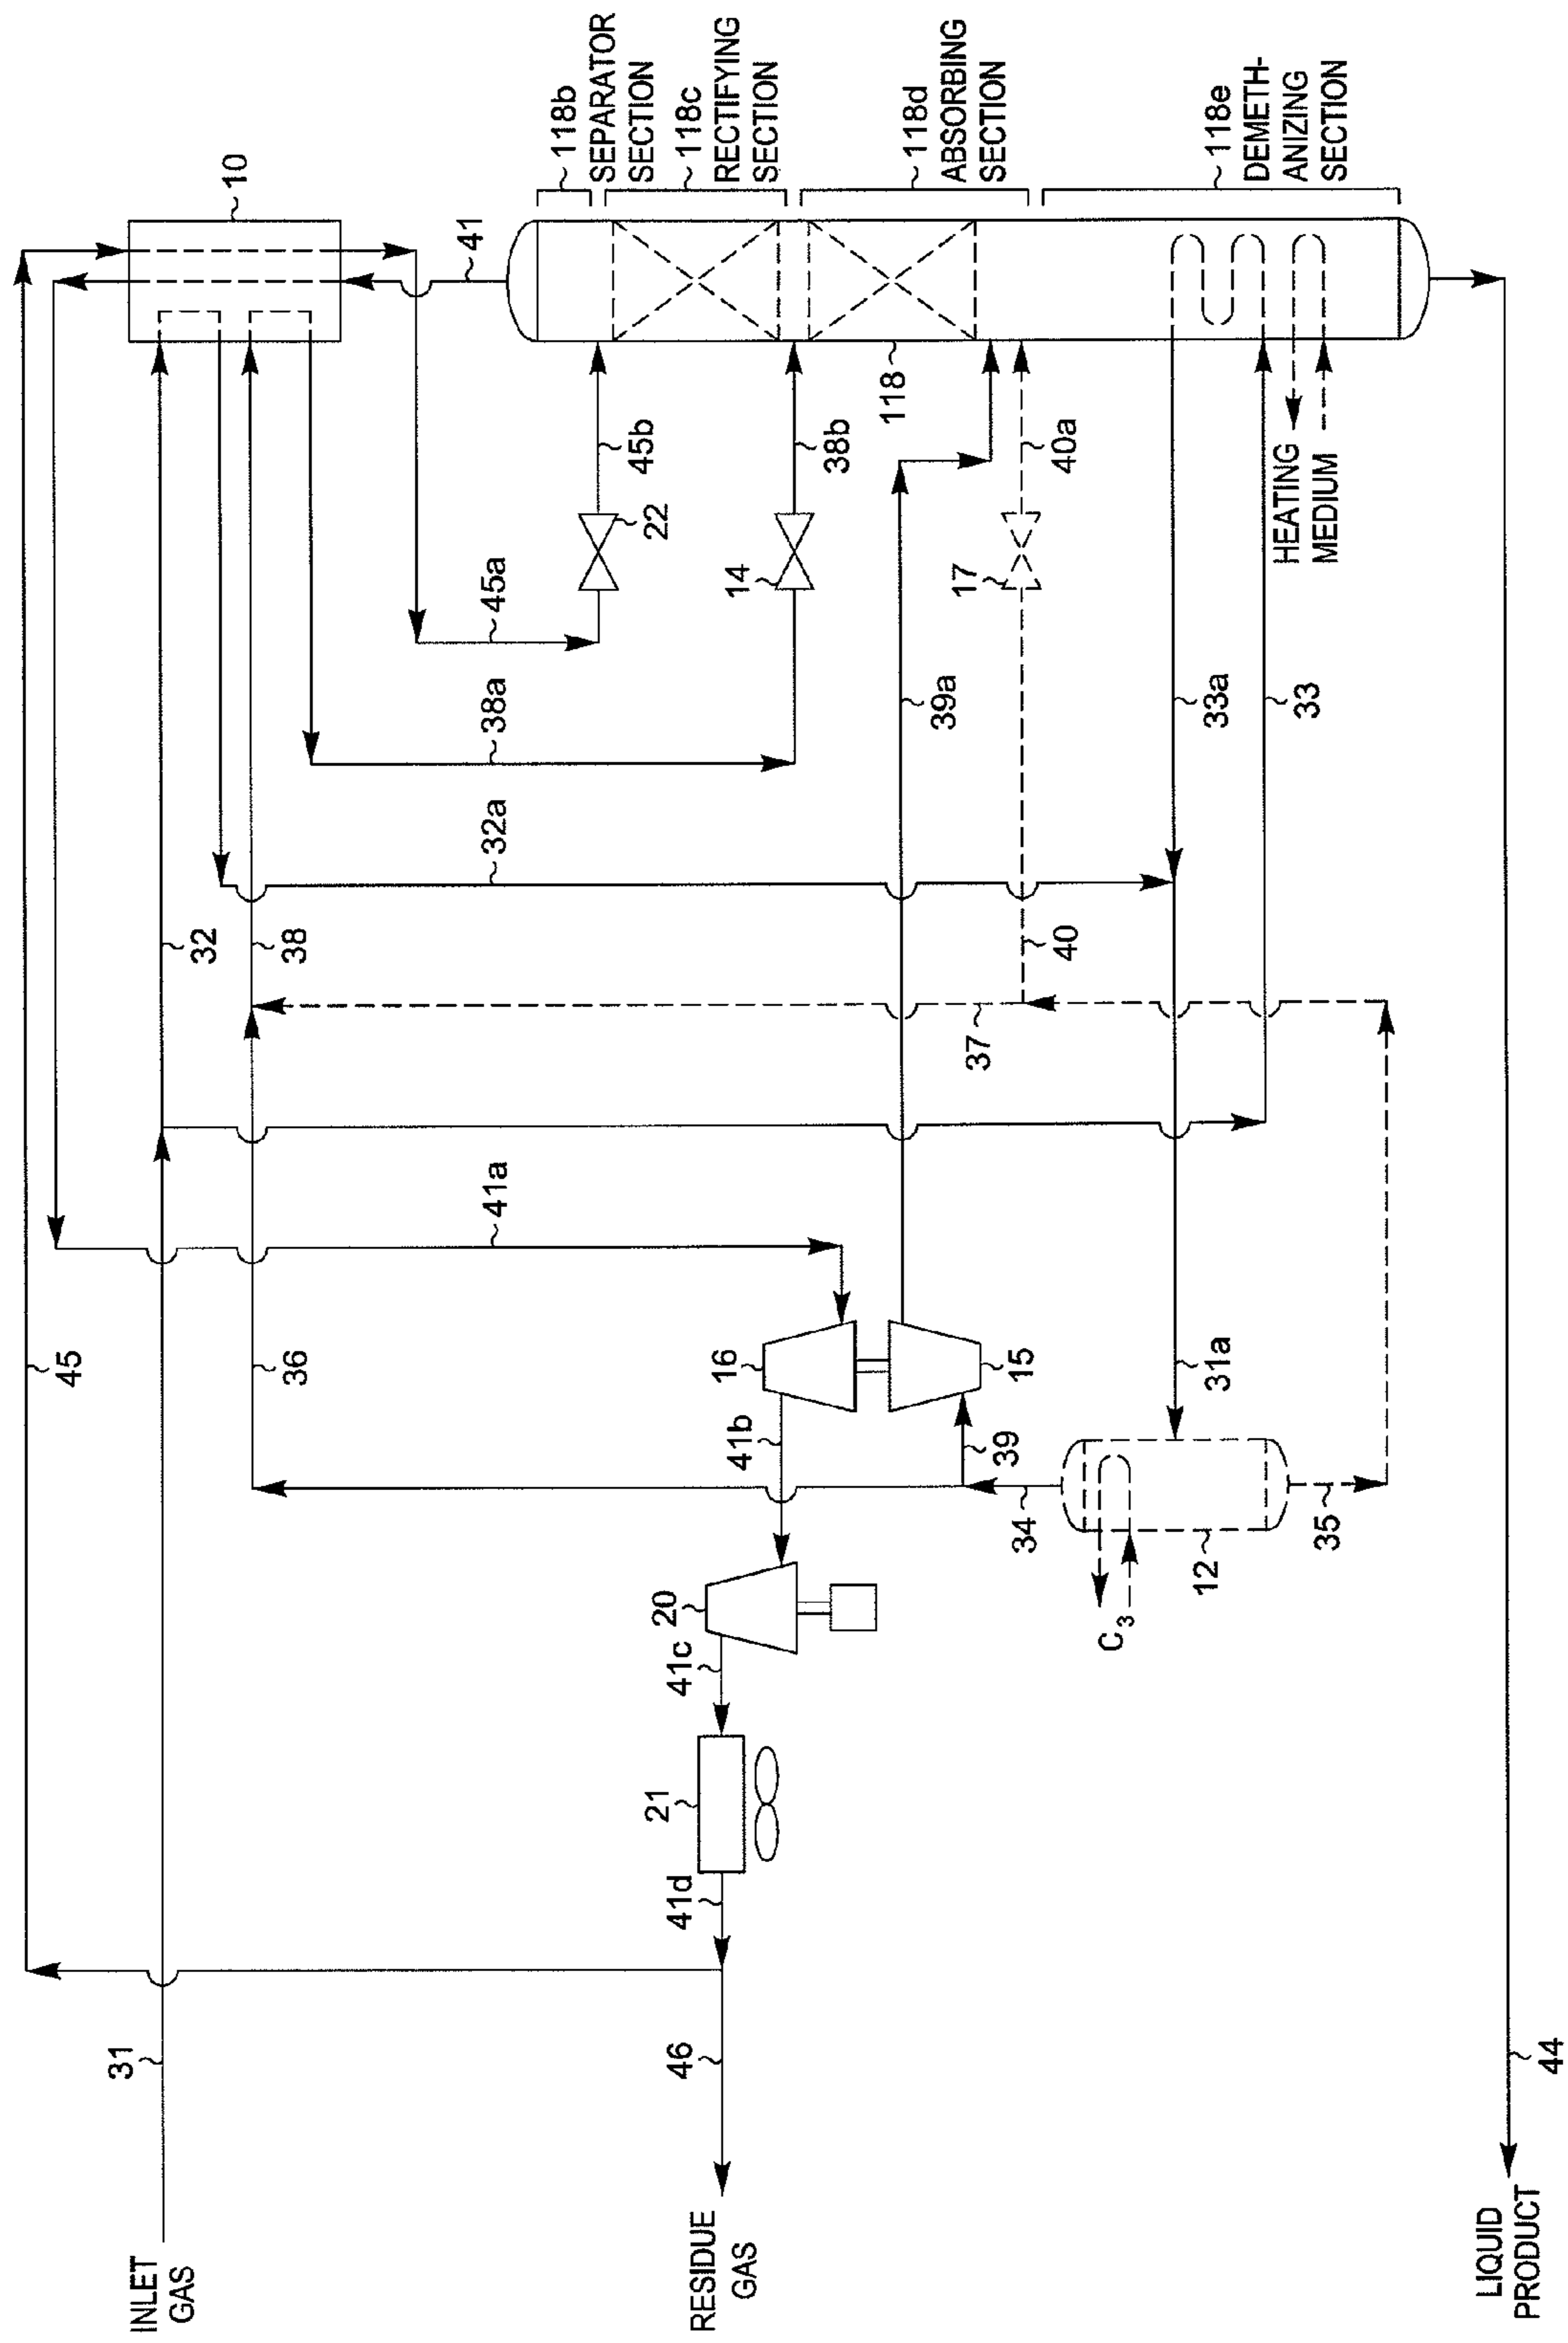 45
31
INLET
GAS
32
10
41
118b
SEPARATOR
SECTION
118c
RECTIFYING
SECTION
118d
ABSORBING
SECTION
118e
DEMETH-
ANIZING
SECTION
36
38
41a
32a
38a
45a
45b
22
14
38b
118
39a
17
40a
40
37
33a
33
HEATING
MEDIUM
16
15
41b
39
31a
34
12
35
C3
20
41c
21
41d
46
RESIDUE
GAS
44
LIQUID
PRODUCT